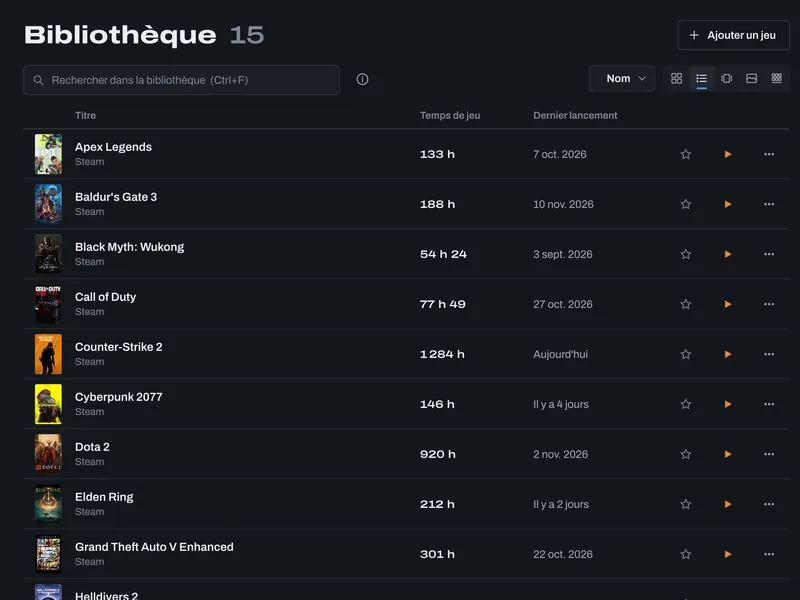 Bibliothèque 15
Ajouter un jeu
Rechercher dans la bibliothèque (Ctrl+F)
Nom
Titre Temps de jeu Dernier lancement
Apex Legends
Steam
133 h
7 oct. 2026
Baldur's Gate 3
Steam
188 h
10 nov. 2026
Black Myth: Wukong
Steam
54 h 24
3 sept. 2026
Call of Duty
Steam
77 h 49
27 oct. 2026
Counter-Strike 2
Steam
1 284 h
Aujourd'hui
Cyberpunk 2077
Steam
146 h
Il y a 4 jours
Dota 2
Steam
920 h
2 nov. 2026
Elden Ring
Steam
212 h
Il y a 2 jours
Grand Theft Auto V Enhanced
Steam
301 h
22 oct. 2026
Helldivers 2